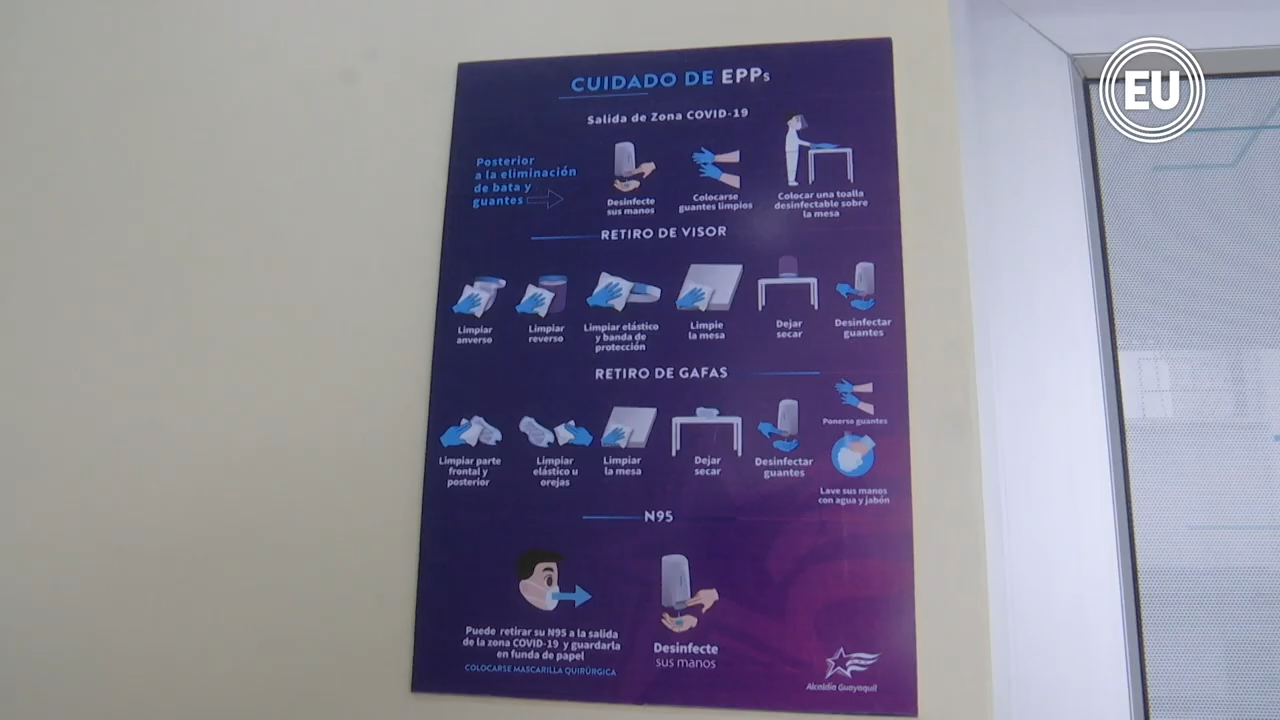 EU
CUIDADO DE EPPs
Salida de Zona COVID-19
Posterior
a la eliminación
de bata y
guantes
Desinfecte
sus manos
Colocarse
guantes limpios
Colocar una toalla
desinfectable sobre
la mesa
RETIRO DE VISOR
Limpiar
anverso
Limpiar
reverso
Limpiar elástico
y banda de
protección
Limpie
la mesa
Dejar
secar
Desinfectar
guantes
RETIRO DE GAFAS
Limpiar parte
frontal y
posterior
Limpiar
elástico u
orejas
Limpiar
la mesa
Dejar
secar
Desinfectar
guantes
Ponerse guantes
Lave sus manos
con agua y jabón
N95
Puede retirar su N95 a la salida
de la zona COVID-19 y guardarla
en funda de papel
COLOCARSE MASCARILLA QUIRÚRGICA
Desinfecte
sus manos
Alcaldía Guayaquil